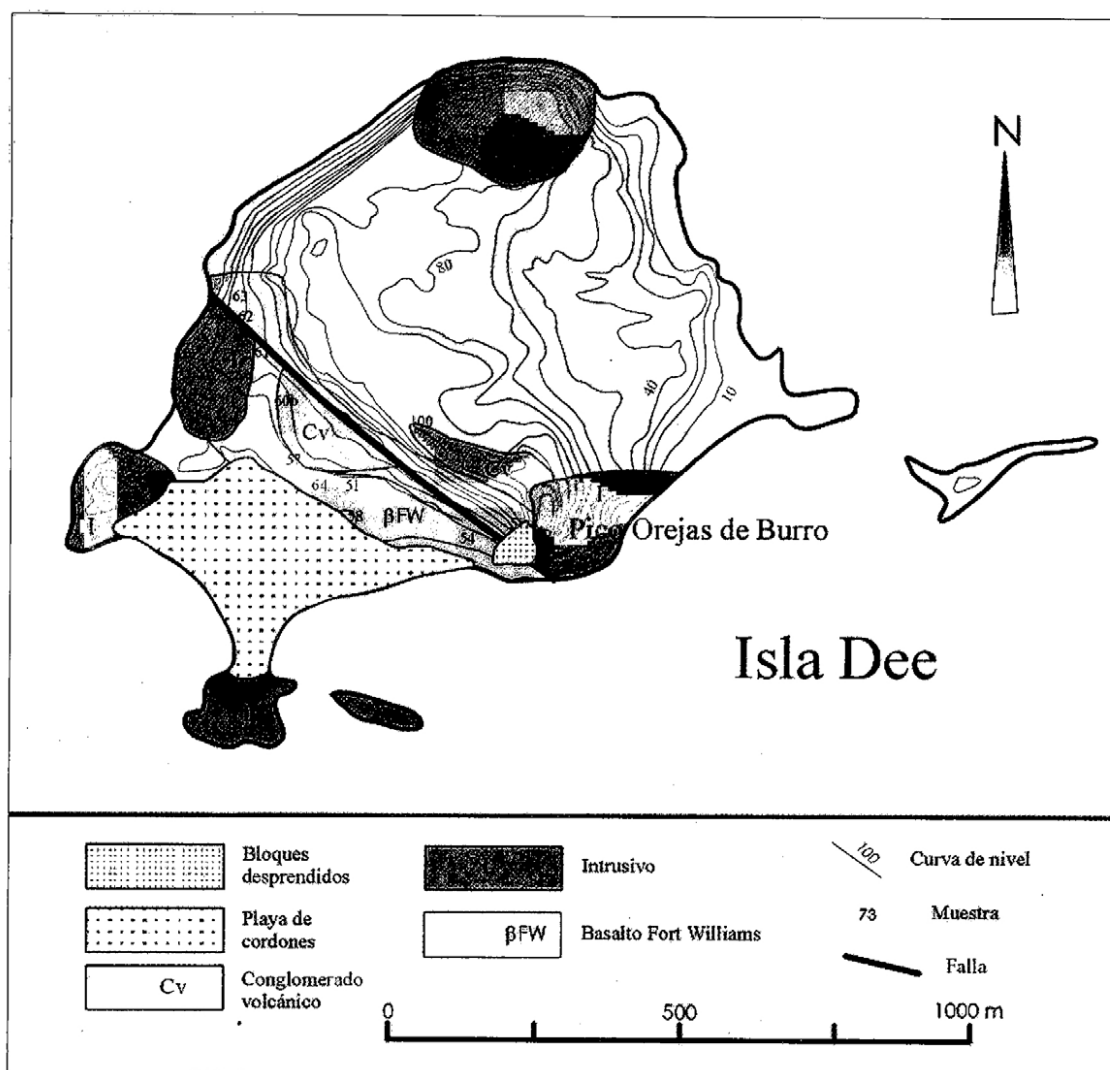 N
80
63
62
40
10
100
60b
Cv
57
64
51
58
βFW
54
I
I
Pico Orejas de Burro
Isla Dee
Bloques
desprendidos
Intrusivo
100
Curva de nivel
Playa de
cordones
73
Muestra
βFW
Basalto Fort Williams
Cv
Conglomerado
volcánico
Falla
0
500
1000 m